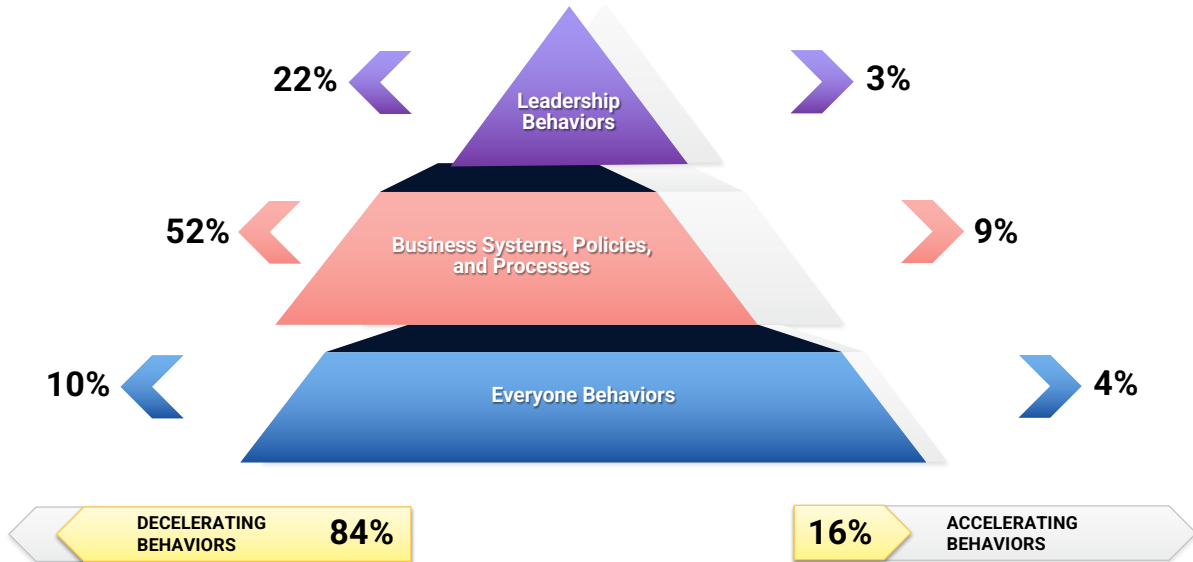 22%
3%
Leadership
Behaviors
52%
9%
Business Systems, Policies,
and Processes
10%
4%
Everyone Behaviors
DECELERATING
BEHAVIORS
84%
16%
ACCELERATING
BEHAVIORS